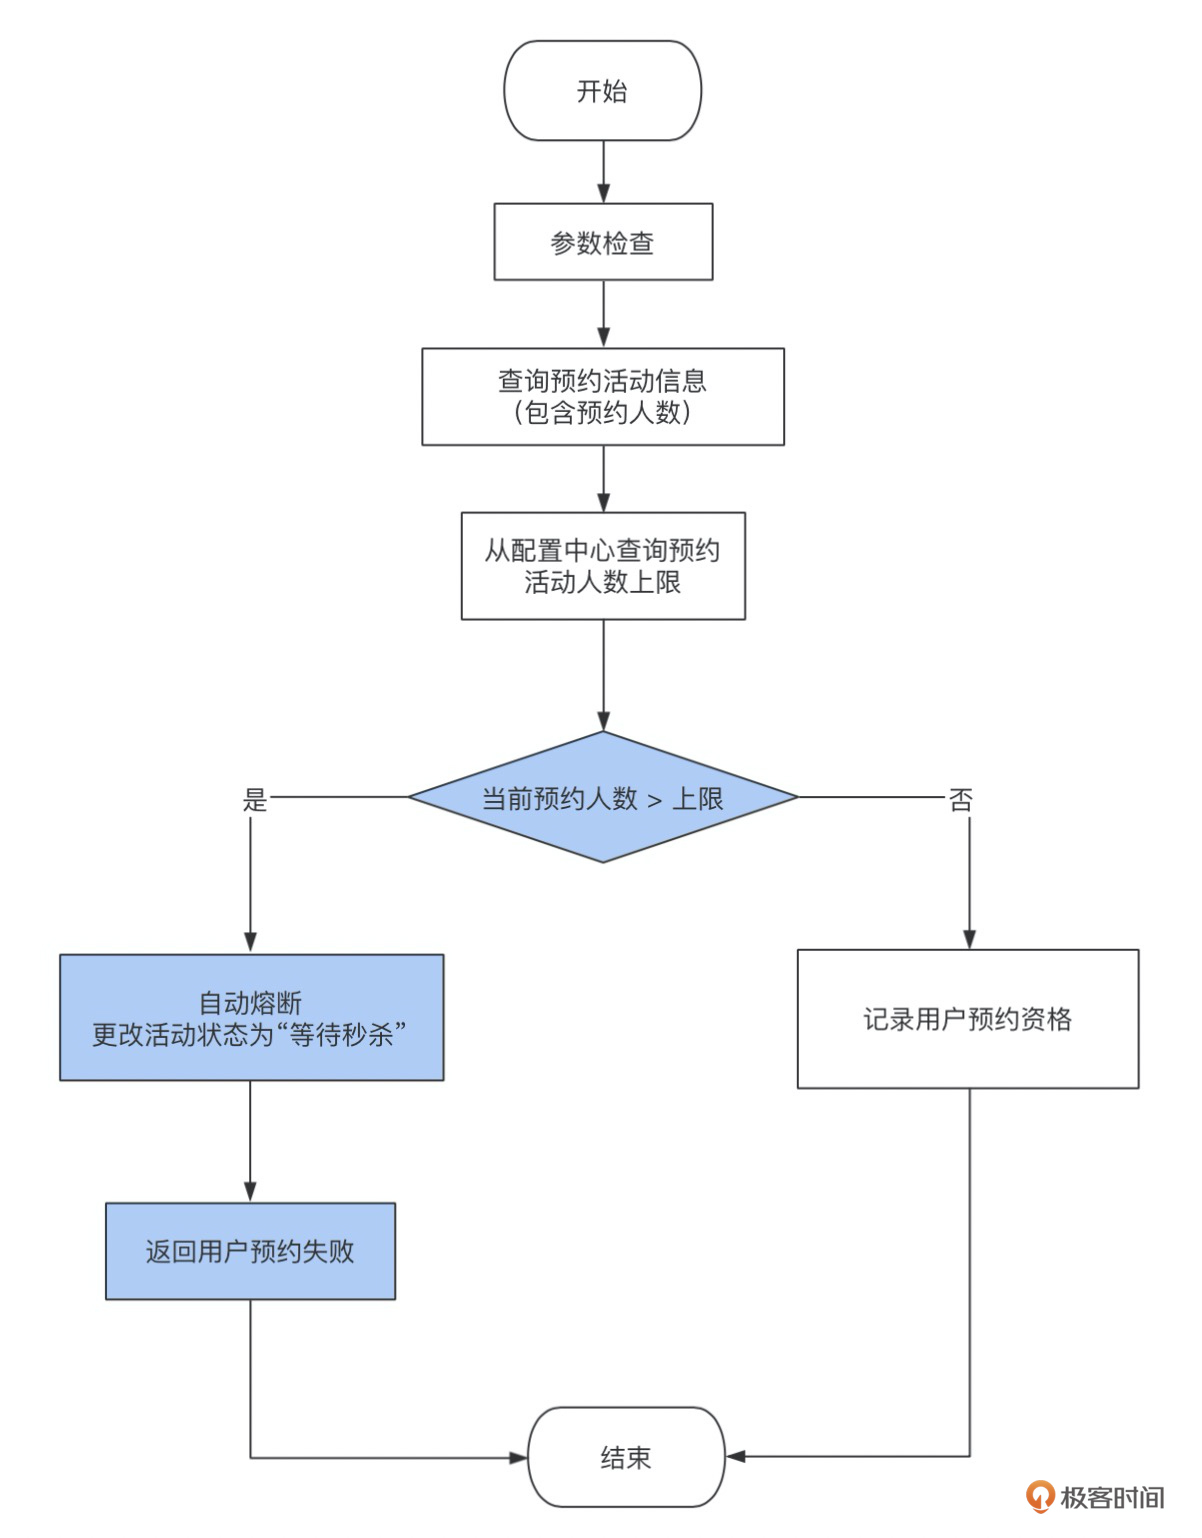 开始
参数检查
查询预约活动信息
（包含预约人数）
从配置中心查询预约
活动人数上限
当前预约人数 > 上限
是
否
自动熔断
更改活动状态为“等待秒杀”
记录用户预约资格
返回用户预约失败
结束
极客时间